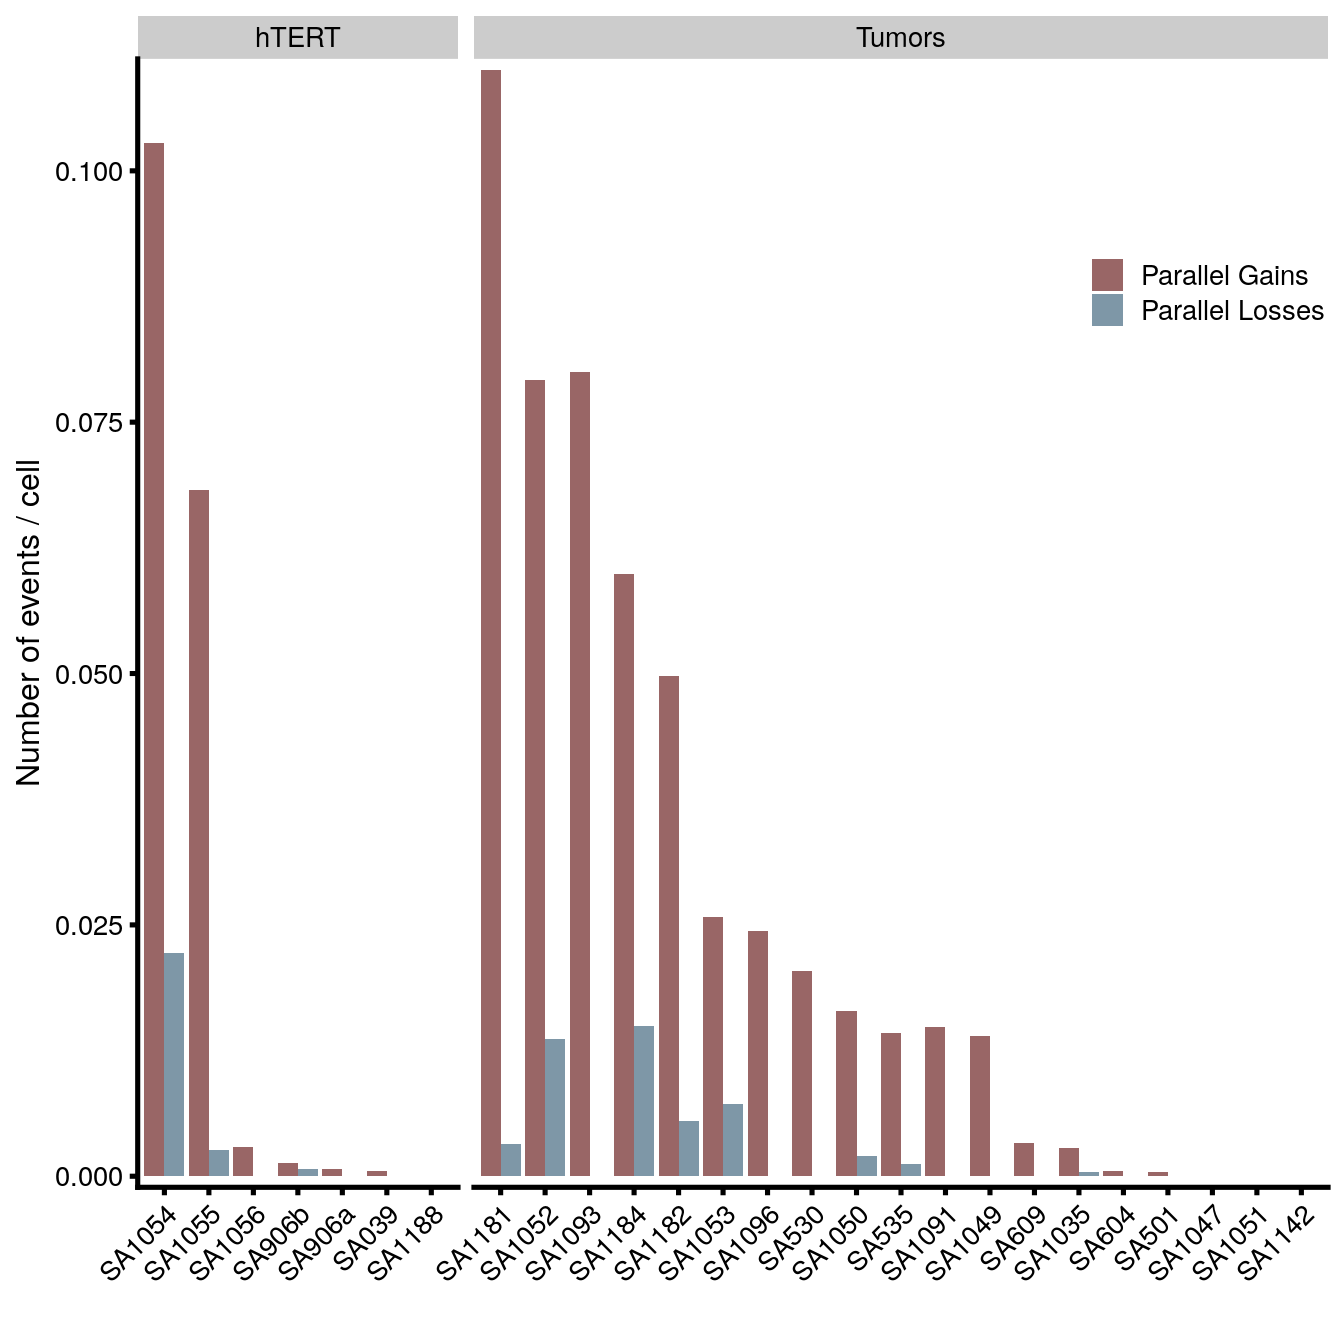 hTERT
Tumors
0.100
0.075
0.050
0.025
0.000
Number of events / cell
Parallel Gains
Parallel Losses
SA1054
SA1055
SA1056
SA906b
SA906a
SA039
SA1188
SA1181
SA1052
SA1093
SA1184
SA1182
SA1053
SA1096
SA530
SA1050
SA535
SA1091
SA1049
SA609
SA1035
SA604
SA501
SA1047
SA1051
SA1142